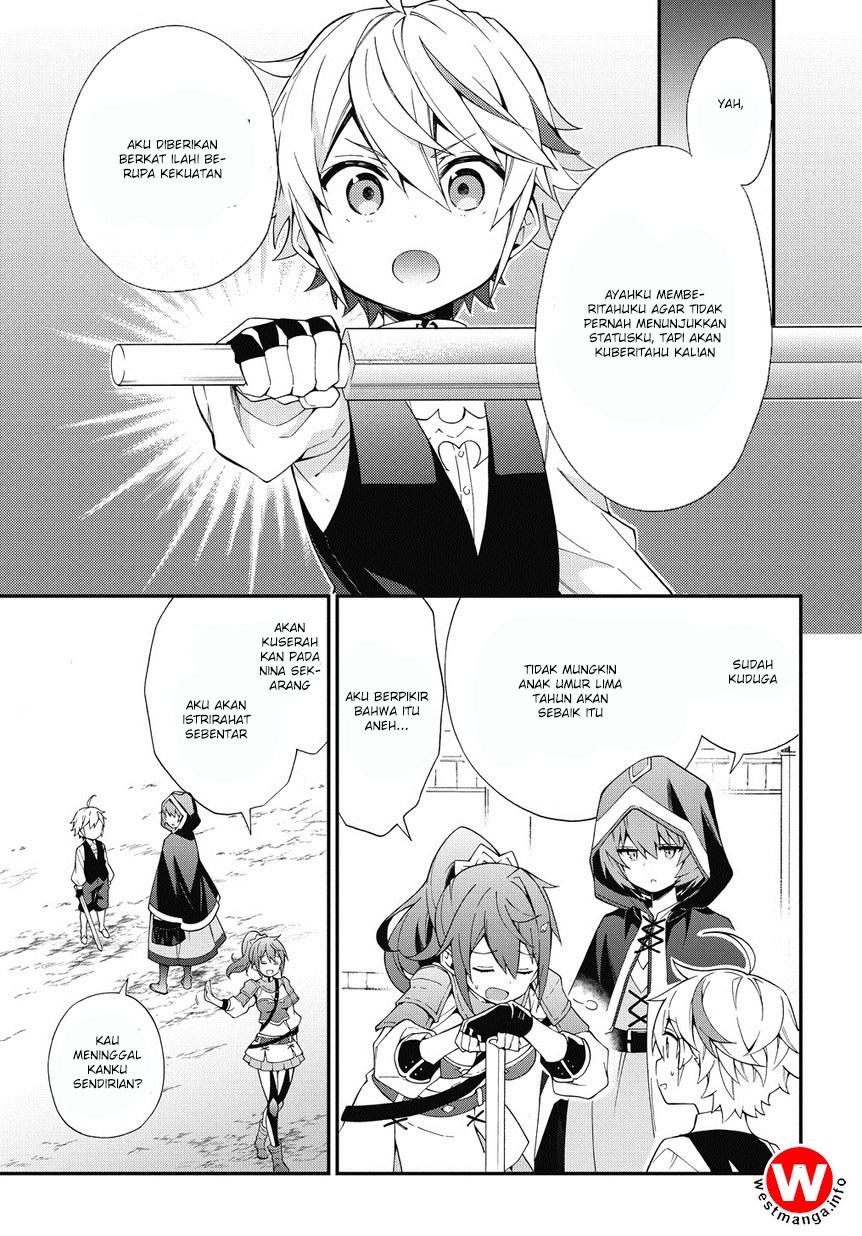 YAH,
AYAHKU MEMBE-
RITAHUKU AGAR TIDAK
PERNAH MENUNJUKKAN
STATUSKU, TAPI AKAN
KUBERITAHU KALIAN
AKU DIBERIKAN
BERKAT ILAHI BE-
RUPA KEKUATAN
SUDAH
KUDUGA
TIDAK MUNGKIN
ANAK UMUR LIMA
TAHUN AKAN
SEBAIK ITU
AKU BERPIKIR
BAHWA ITU
ANEH...
AKAN
KUSERAH
KAN PADA
NINA SEK-
ARANG
AKU AKAN
ISTRIRAHAT
SEBENTAR
KAU
MENINGGAL
KANKU
SENDIRIAN?
W
westmanga.info